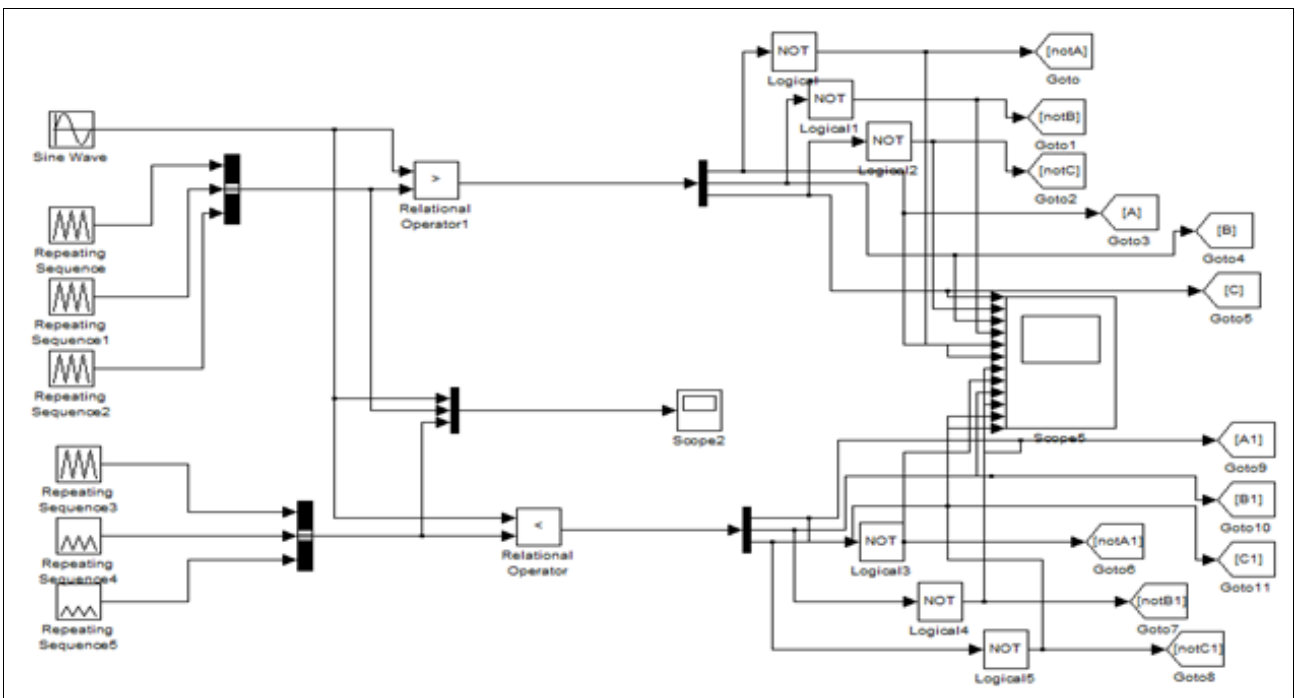 NOT
Logical
[notA]
Goto
NOT
Logical1
[notB]
Goto1
NOT
Logical2
[notC]
Goto2
Sine Wave
>
Relational
Operator1
[A]
Goto3
[B]
Goto4
[C]
Goto5
Repeating
Sequence
Repeating
Sequence1
Repeating
Sequence2
Scope2
Scope5
Repeating
Sequence3
Repeating
Sequence4
Repeating
Sequence5
<
Relational
Operator
[A1]
Goto9
[B1]
Goto10
[C1]
Goto11
NOT
Logical3
[notA1]
Goto6
NOT
Logical4
[notB1]
Goto7
NOT
Logical5
[notC1]
Goto8